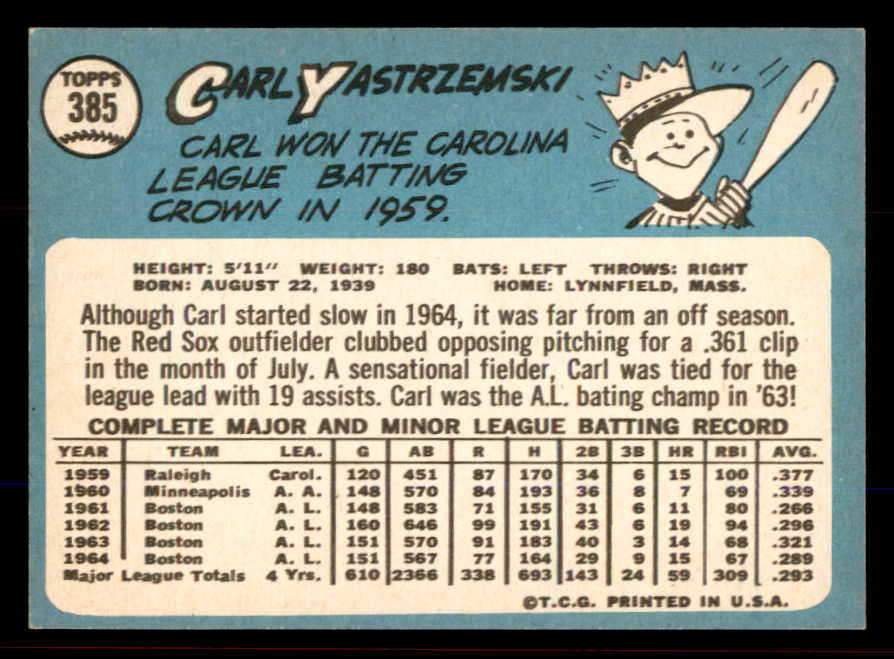 TOPPS
385
CARL YASTRZEMSKI
CARL WON THE CAROLINA
LEAGUE BATTING
CROWN IN 1959.
HEIGHT: 5'11" WEIGHT: 180 BATS: LEFT THROWS: RIGHT
BORN: AUGUST 22, 1939 HOME: LYNNFIELD, MASS.
Although Carl started slow in 1964, it was far from an off season.
The Red Sox outfielder clubbed opposing pitching for a .361 clip
in the month of July. A sensational fielder, Carl was tied for the
league lead with 19 assists. Carl was the A.L. bating champ in '63!
COMPLETE MAJOR AND MINOR LEAGUE BATTING RECORD
YEAR TEAM LEA. G AB R H 2B 3B HR RBI AVG.
1959 Raleigh Carol. 120 451 87 170 34 6 15 100 .377
1960 Minneapolis A. A. 148 570 84 193 36 8 7 69 .339
1961 Boston A. L. 148 583 71 155 31 6 11 80 .266
1962 Boston A. L. 160 646 99 191 43 6 19 94 .296
1963 Boston A. L. 151 570 91 183 40 3 14 68 .321
1964 Boston A. L. 151 567 77 164 29 9 15 67 .289
Major League Totals 4 Yrs. 610 2366 338 693 143 24 59 309 .293
©T.C.G. PRINTED IN U.S.A.